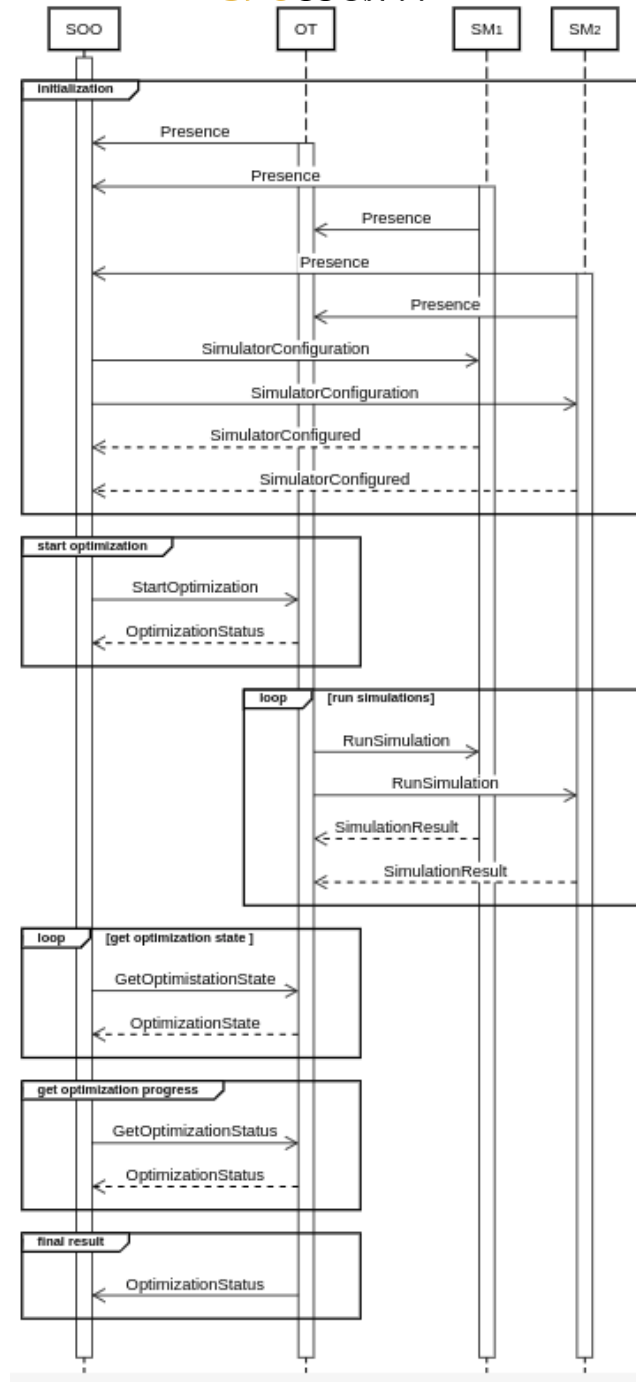 SOO OT SM1 SM2
initialization
Presence
Presence
Presence
Presence
Presence
SimulatorConfiguration
SimulatorConfiguration
SimulatorConfigured
SimulatorConfigured
start optimization
StartOptimization
OptimizationStatus
loop [run simulations]
RunSimulation
RunSimulation
SimulationResult
SimulationResult
loop [get optimization state ]
GetOptimistationState
OptimizationState
get optimization progress
GetOptimizationStatus
OptimizationStatus
final result
OptimizationStatus